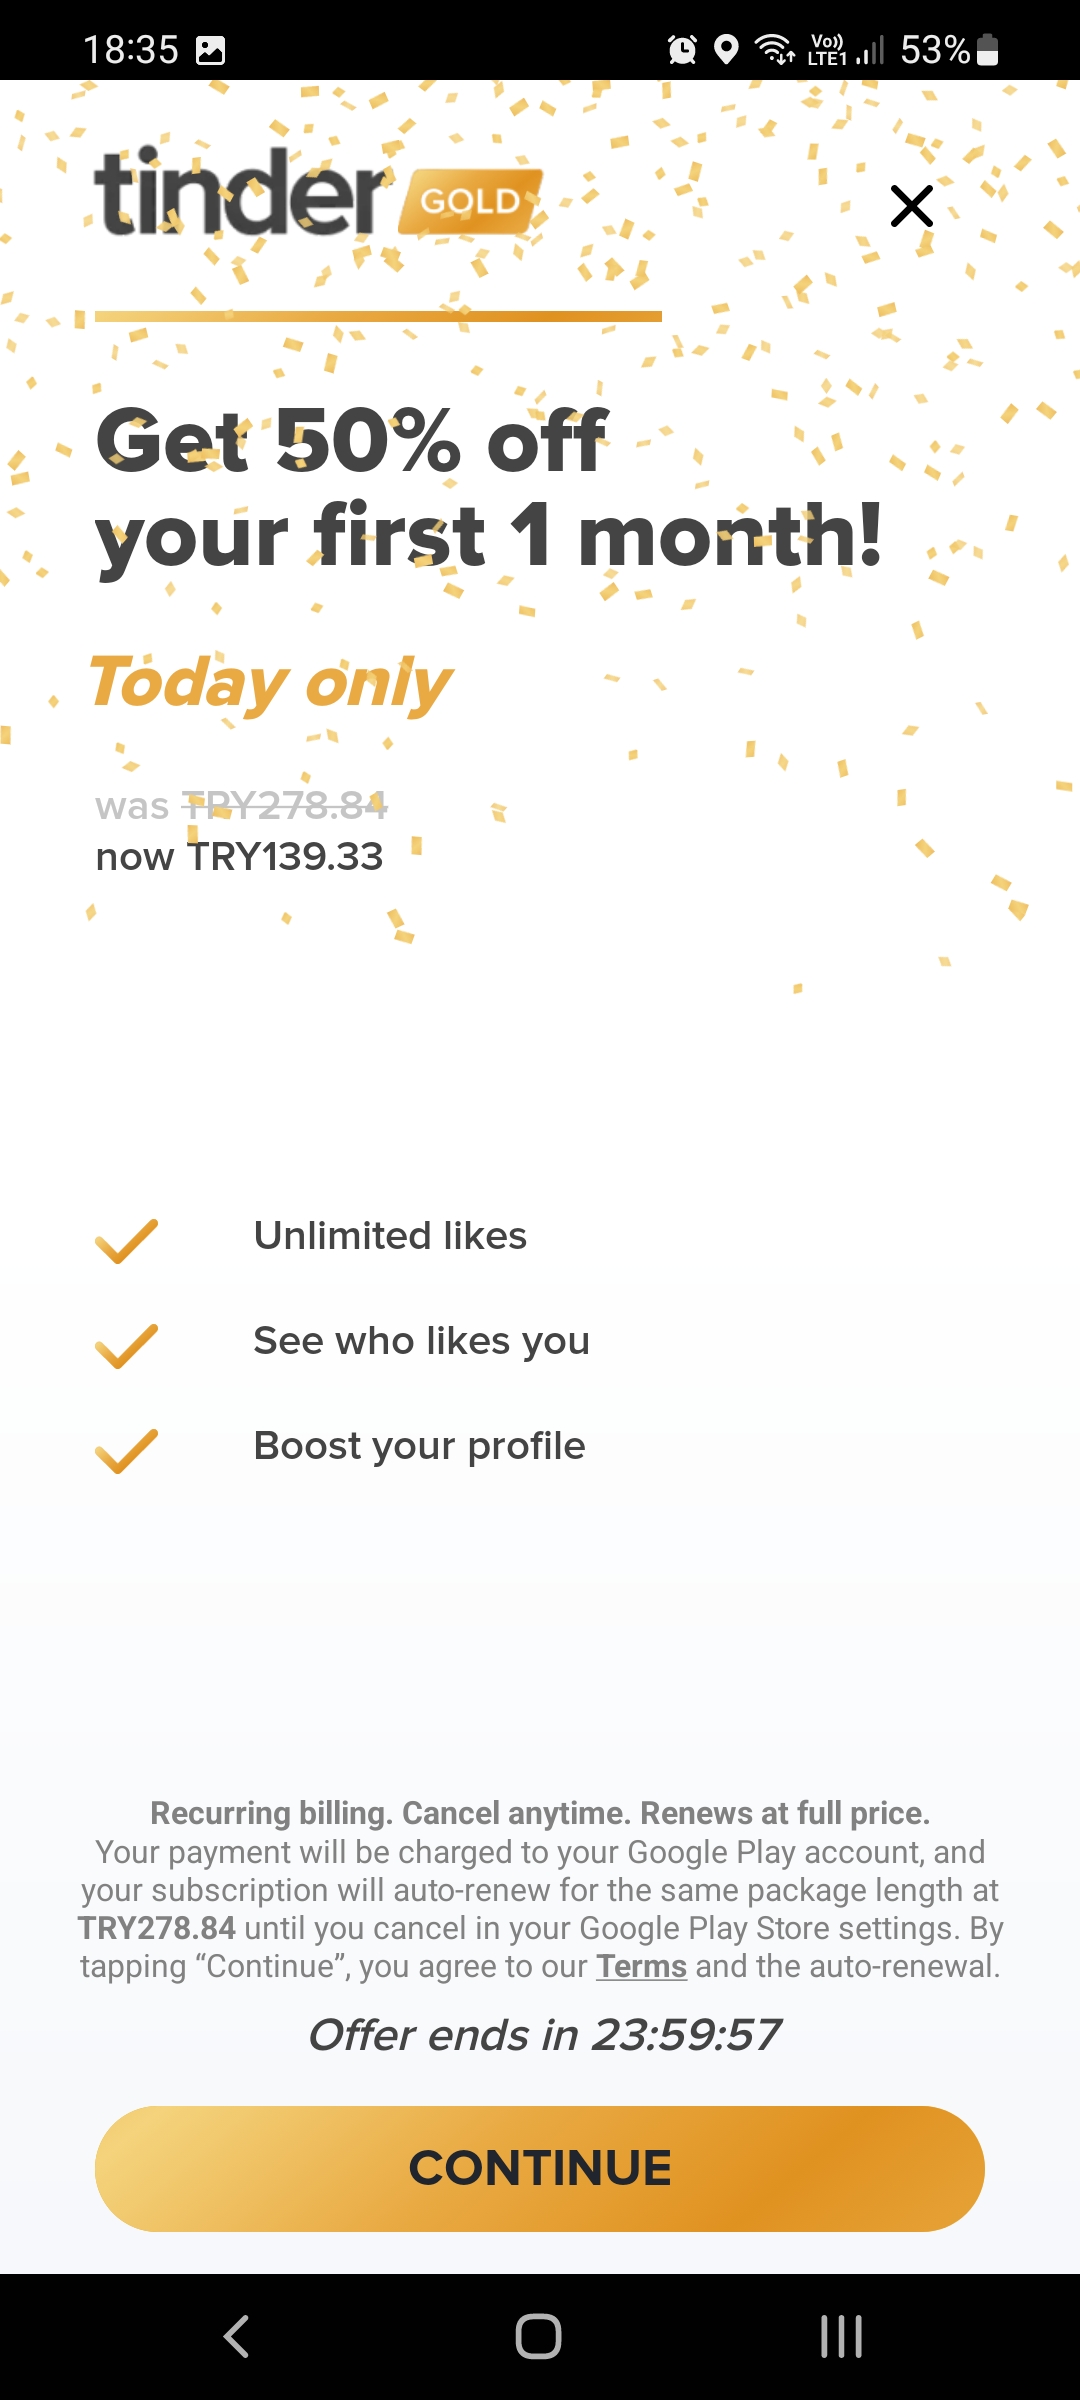 18:35
Vo))
LTE1
53%
tinder GOLD
Get 50% off
your first 1 month!
Today only
was TRY278.84
now TRY139.33
Unlimited likes
See who likes you
Boost your profile
Recurring billing. Cancel anytime. Renews at full price.
Your payment will be charged to your Google Play account, and
your subscription will auto-renew for the same package length at
TRY278.84 until you cancel in your Google Play Store settings. By
tapping “Continue”, you agree to our Terms and the auto-renewal.
Offer ends in 23:59:57
CONTINUE